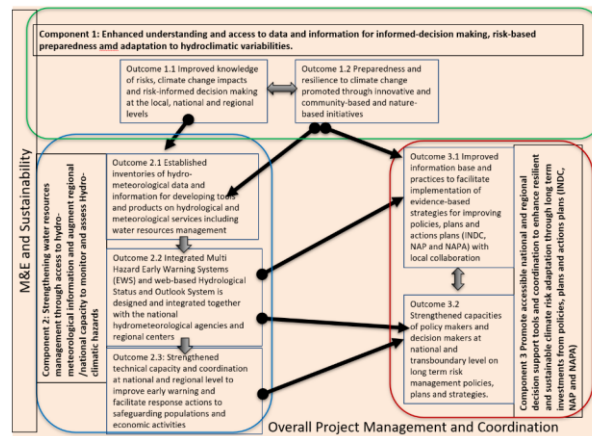 Component 1: Enhanced understanding and access to data and information for informed-decision making, risk-based
preparedness amd adaptation to hydroclimatic variabilities.
Outcome 1.1 Improved knowledge
of risks, climate change impacts
and risk-informed decision making
at the local, national and regional
levels
Outcome 1.2 Preparedness and
resilience to climate change
promoted through innovative and
community-based and nature-
based initiatives
M&E and Sustainability
Component 2: Strengthening water resources
management through access to hydro-
meteorological information and augment regional
/national capacity to monitor and assess Hydro-
climatic hazards
Outcome 2.1 Established
inventories of hydro-
meteorological data and
information for developing tools
and products on hydrological and
meteorological services including
water resources management
Outcome 2.2 Integrated Multi
Hazard Early Warning Systems
(EWS) and web-based Hydrological
Status and Outlook System is
designed and integrated together
with the national
hydrometeorological agencies and
regional centers
Outcome 2.3: Strengthened
technical capacity and coordination
at national and regional level to
improve early warning and
facilitate response actions to
safeguarding populations and
economic activities
Outcome 3.1 Improved
information base and
practices to facilitate
implementation of
evidence-based
strategies for improving
policies, plans and
actions plans (INDC,
NAP and NAPA) with
local collaboration
Outcome 3.2
Strengthened capacities
of policy makers and
decision makers at
national and
transboundary level on
long term risk
management policies,
plans and strategies.
Component 3 Promote accessible national and regional
decision support tools and coordination to enhance resilient
and sustainable climate risk adaptation through long term
investments from policies, plans and actions plans (INDC,
NAP and NAPA)
Overall Project Management and Coordination